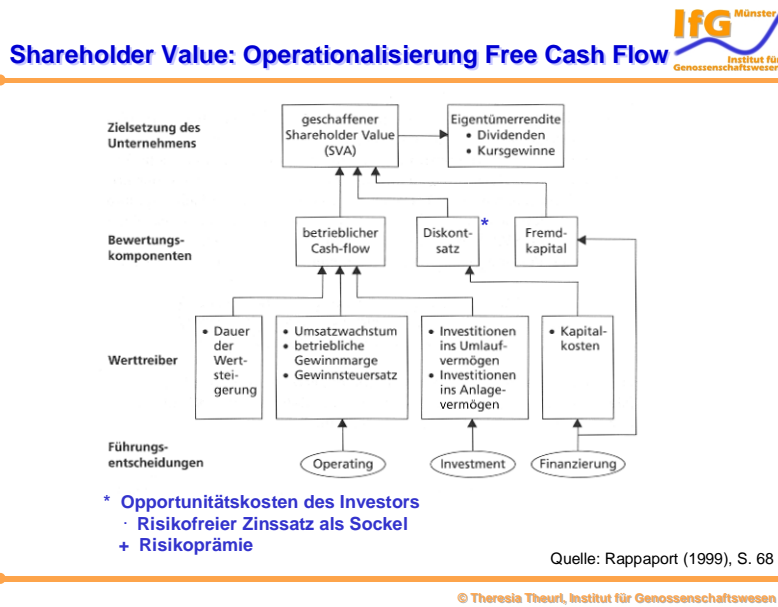 IfG Münster
Institut für
Genossenschaftswesen
Shareholder Value: Operationalisierung Free Cash Flow
Zielsetzung des
Unternehmens
geschaffener
Shareholder Value
(SVA)
Eigentümerrendite
• Dividenden
• Kursgewinne
Bewertungs-
komponenten
betrieblicher
Cash-flow
Diskont-
satz
*
Fremd-
kapital
Werttreiber
• Dauer
der
Wert-
stei-
gerung
• Umsatzwachstum
• betriebliche
Gewinnmarge
• Gewinnsteuersatz
• Investitionen
ins Umlauf-
vermögen
• Investitionen
ins Anlage-
vermögen
• Kapital-
kosten
Führungs-
entscheidungen
Operating
Investment
Finanzierung
* Opportunitätskosten des Investors
· Risikofreier Zinssatz als Sockel
+ Risikoprämie
Quelle: Rappaport (1999), S. 68
© Theresia Theurl, Institut für Genossenschaftswesen